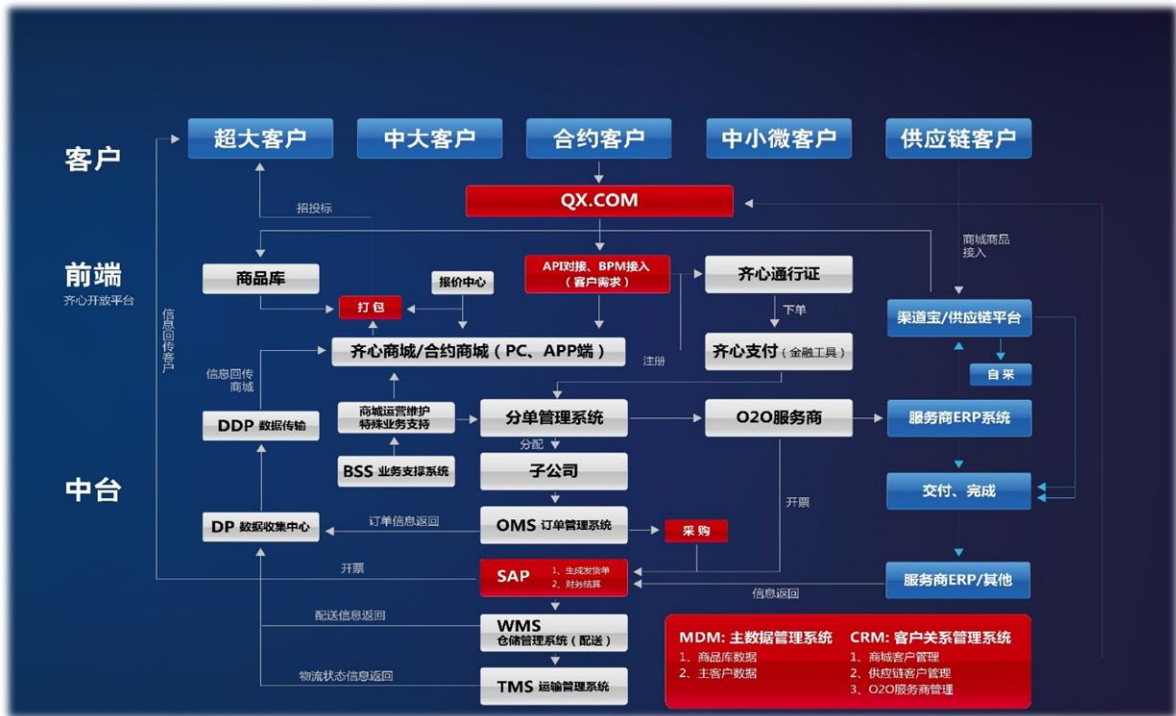 客户
超大客户
中大客户
合约客户
中小微客户
供应链客户
QX.COM
招投标
商城商品
接入
前端
齐心开放平台
商品库
报价中心
API对接、BPM接入
（客户需求）
齐心通行证
打包
下单
渠道宝/供应链平台
信息回传客户
齐心商城/合约商城（PC、APP端）
注册
齐心支付（金融工具）
自采
信息回传
商城
DDP 数据传输
商城运营维护
特殊业务支持
分单管理系统
O2O服务商
服务商ERP系统
分配
中台
BSS 业务支撑系统
子公司
交付、完成
开票
DP 数据收集中心
订单信息返回
OMS 订单管理系统
采购
开票
SAP
1、生成发货单
2、财务结算
信息返回
服务商ERP/其他
配送信息返回
WMS
仓储管理系统（配送）
物流状态信息返回
TMS 运输管理系统
MDM: 主数据管理系统
1、商品库数据
2、主客户数据
CRM: 客户关系管理系统
1、商城客户管理
2、供应链客户管理
3、O2O服务商管理